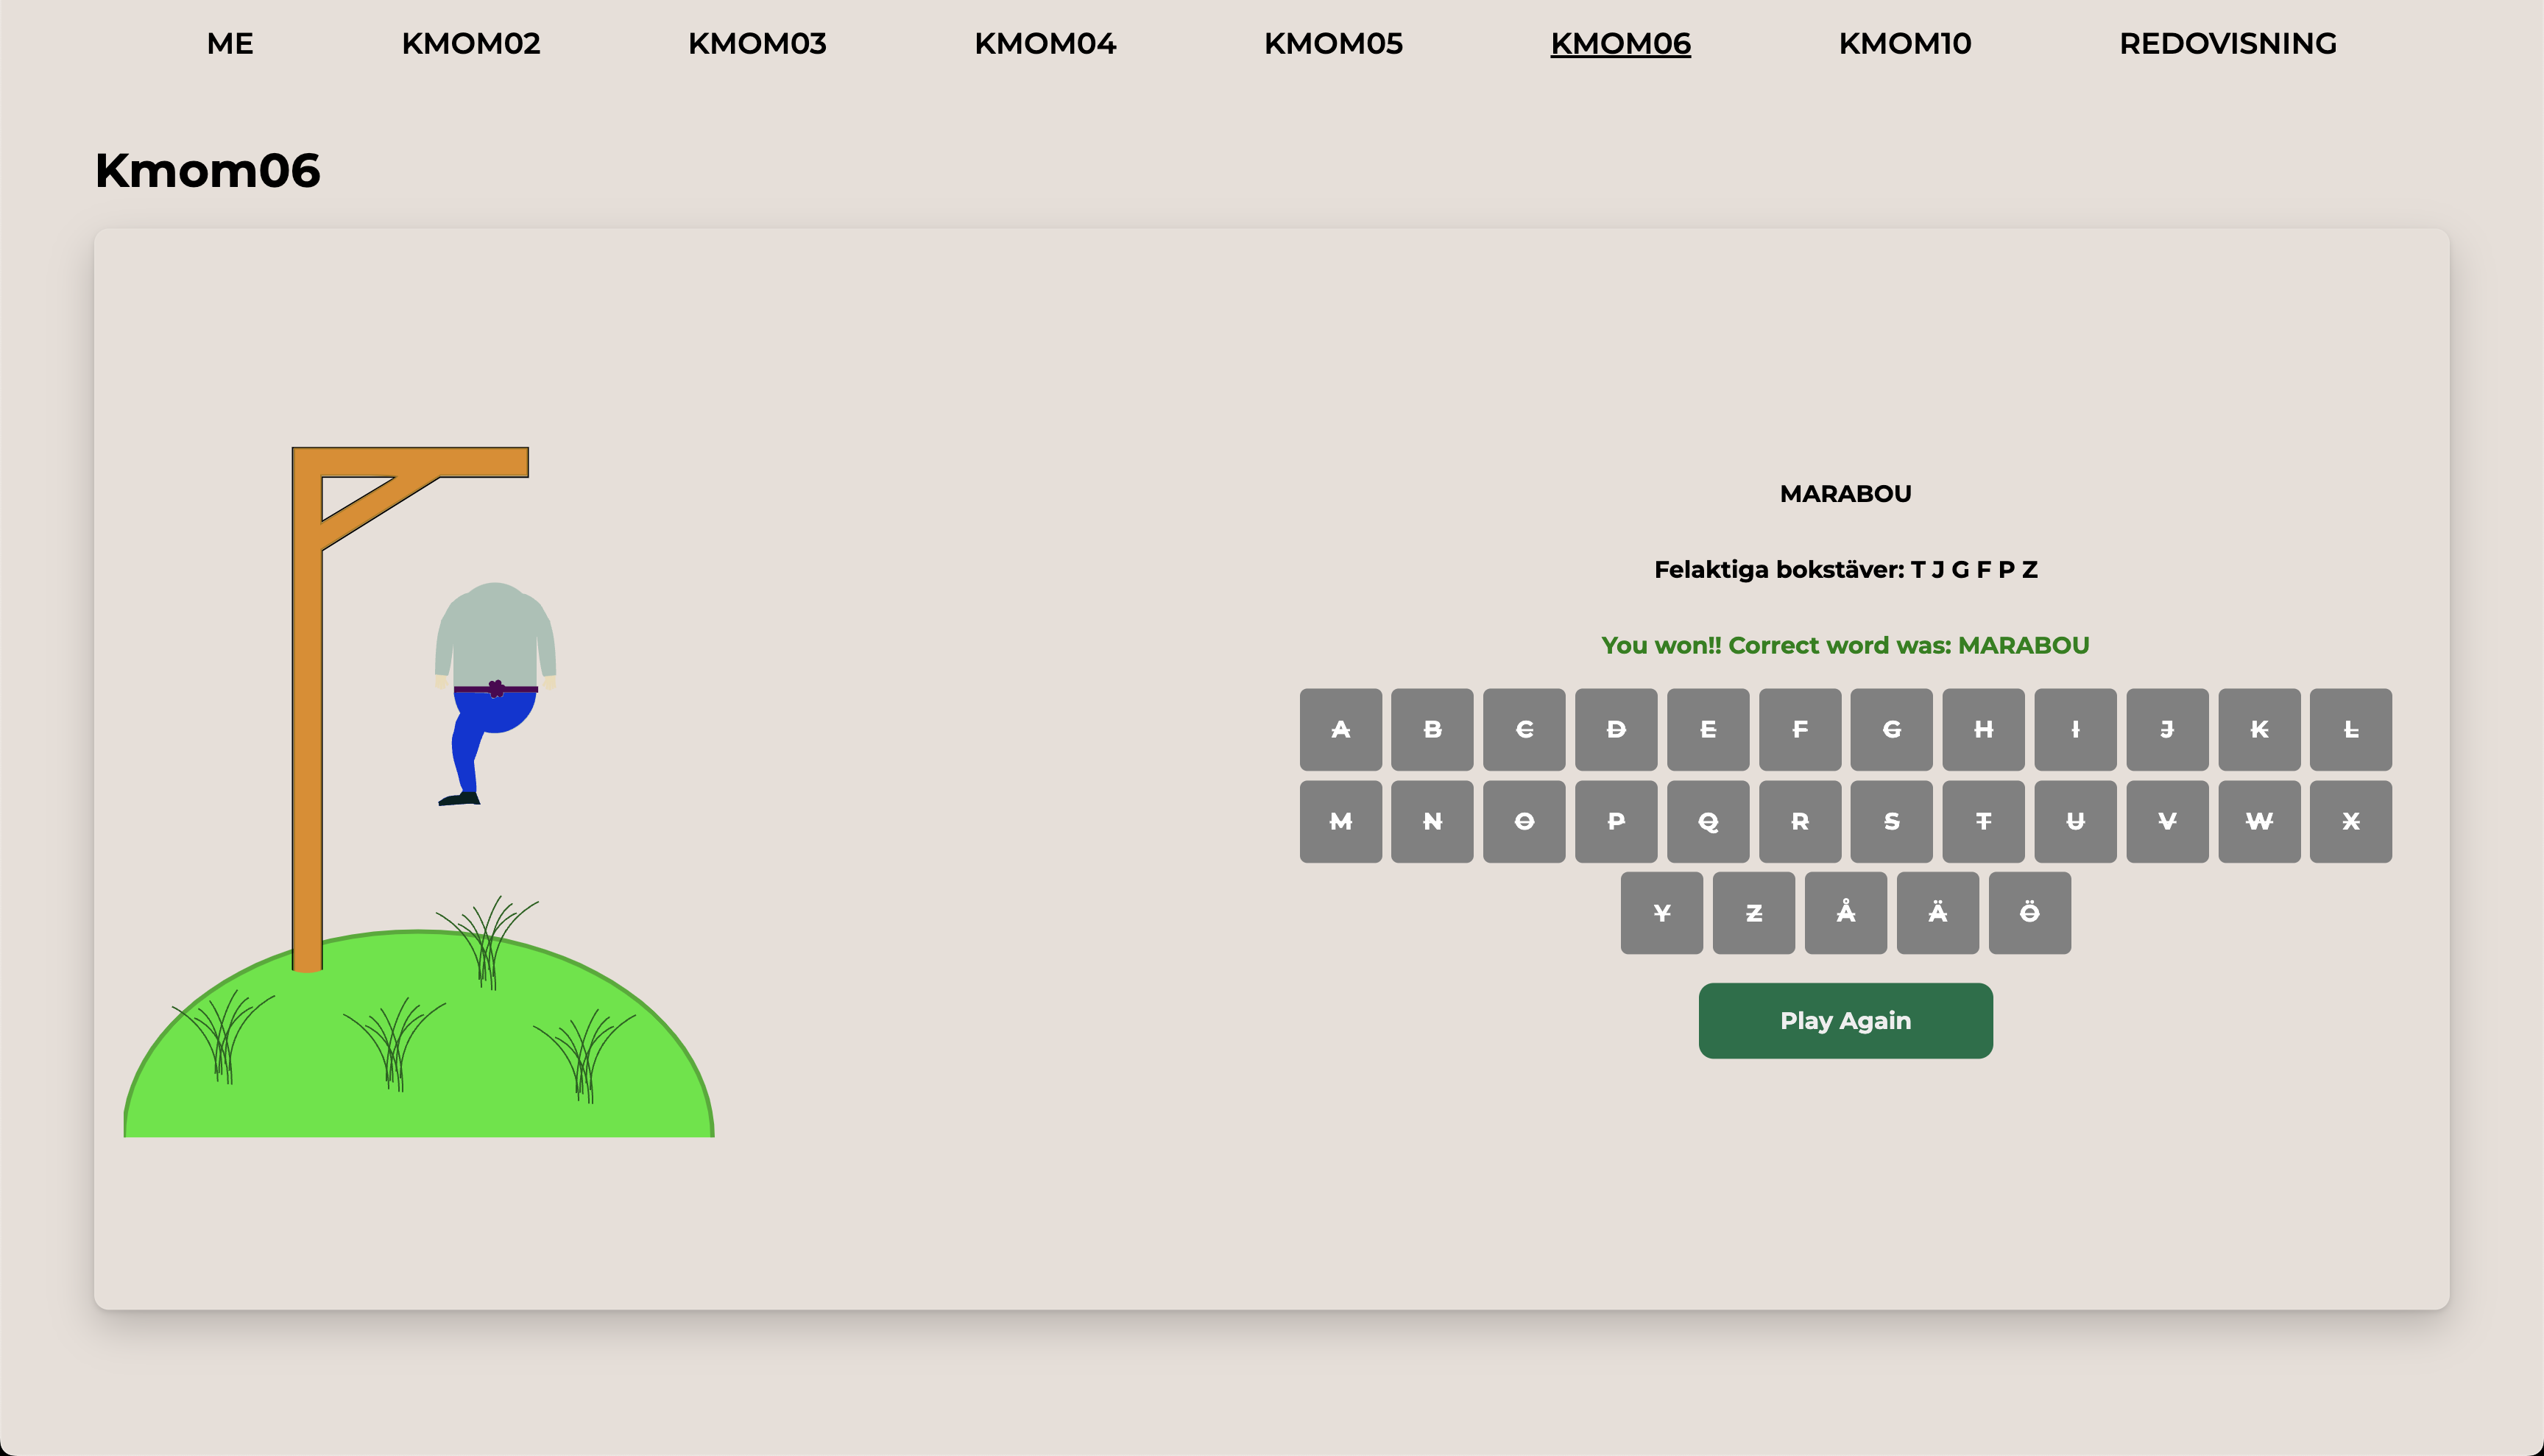 ME KMOM02 KMOM03 KMOM04 KMOM05 KMOM06 KMOM10 REDOVISNING
Kmom06
MARABOU
Felaktiga bokstäver: T J G F P Z
You won!! Correct word was: MARABOU
A B C D E F G H I J K L
M N O P Q R S T U V W X
Y Z Å Ä Ö
Play Again